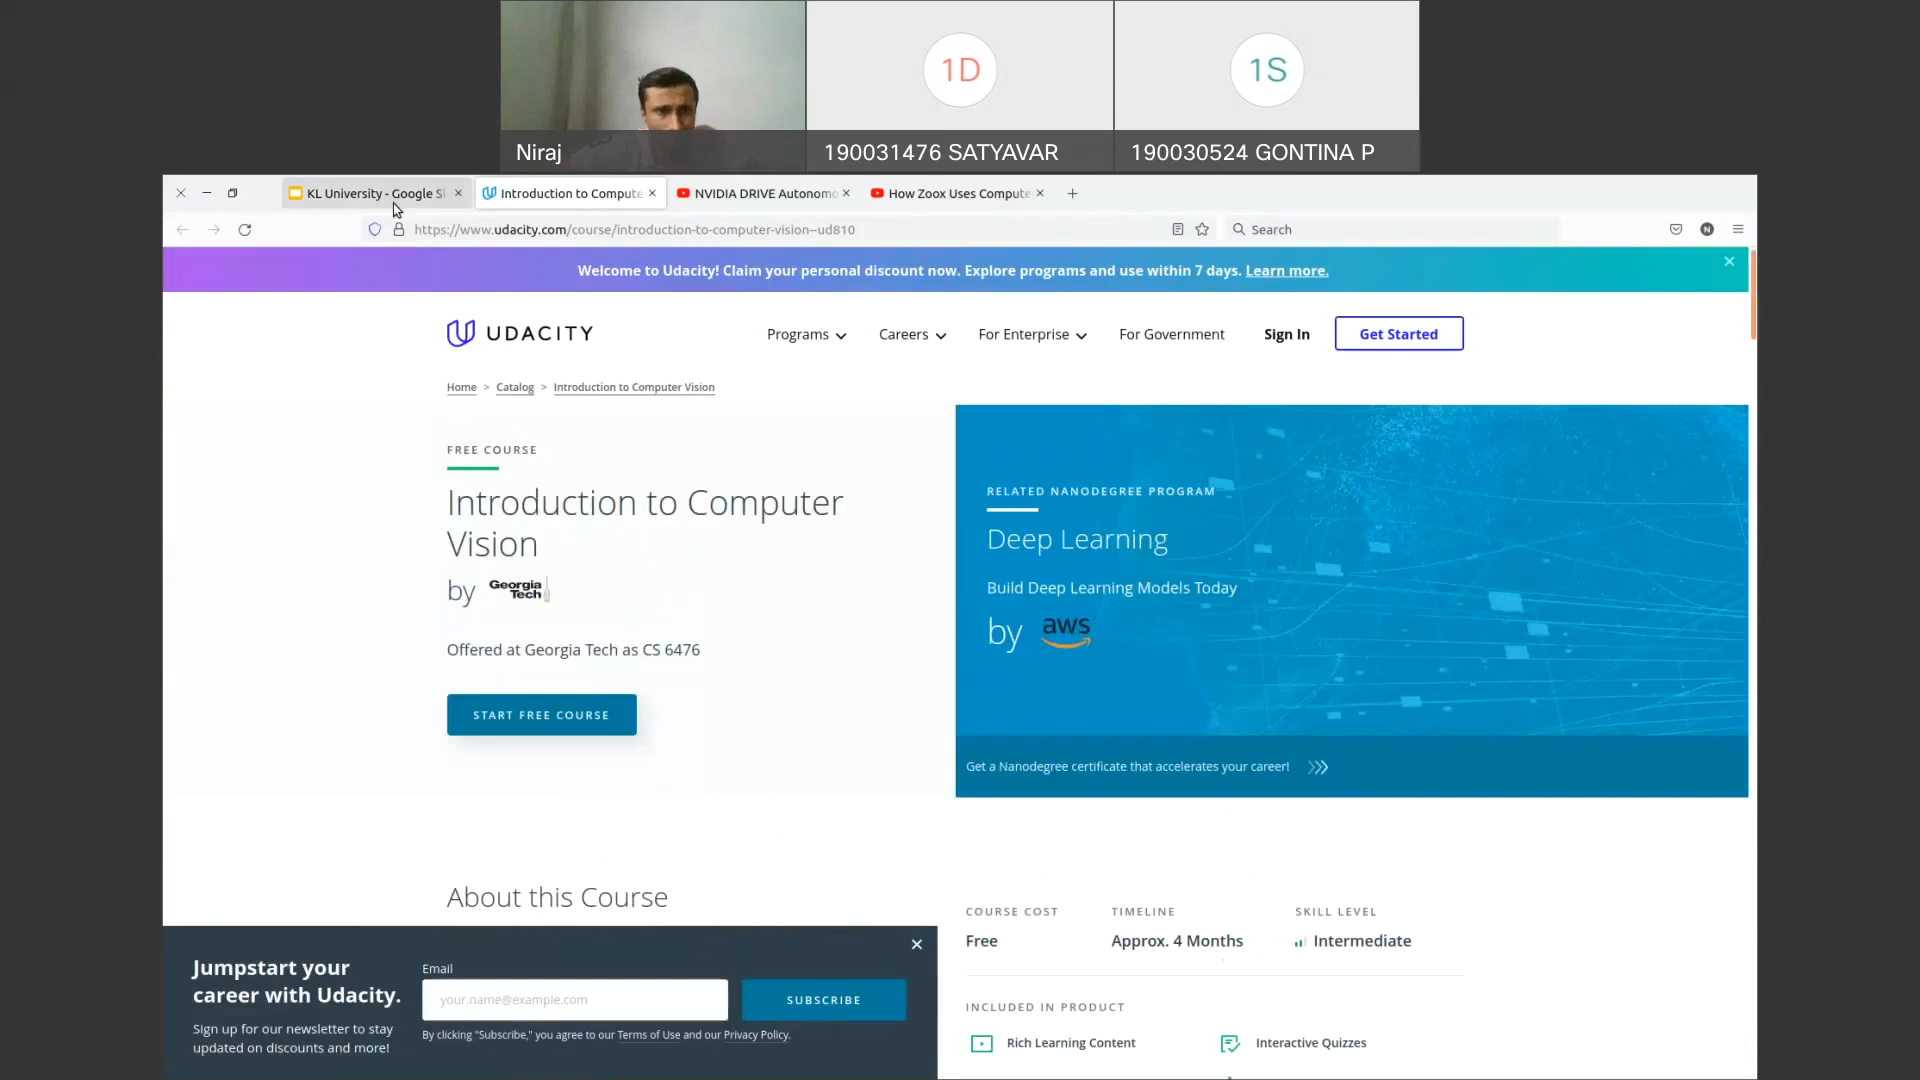 1D
1S
Niraj
190031476 SATYAVAR
190030524 GONTINA P
KL University - Google Sl
Introduction to Compute
NVIDIA DRIVE Autonomo
How Zoox Uses Compute
https://www.udacity.com/course/introduction-to-computer-vision--ud810
Search
N
Welcome to Udacity! Claim your personal discount now. Explore programs and use within 7 days. Learn more.
UDACITY
Programs
Careers
For Enterprise
For Government
Sign In
Get Started
Home > Catalog > Introduction to Computer Vision
FREE COURSE
Introduction to Computer
Vision
by Georgia
Tech
Offered at Georgia Tech as CS 6476
START FREE COURSE
RELATED NANODEGREE PROGRAM
Deep Learning
Build Deep Learning Models Today
by aws
Get a Nanodegree certificate that accelerates your career!
About this Course
COURSE COST
Free
TIMELINE
Approx. 4 Months
SKILL LEVEL
Intermediate
INCLUDED IN PRODUCT
Rich Learning Content
Interactive Quizzes
Jumpstart your
career with Udacity.
Sign up for our newsletter to stay
updated on discounts and more!
Email
your.name@example.com
SUBSCRIBE
By clicking "Subscribe," you agree to our Terms of Use and our Privacy Policy.